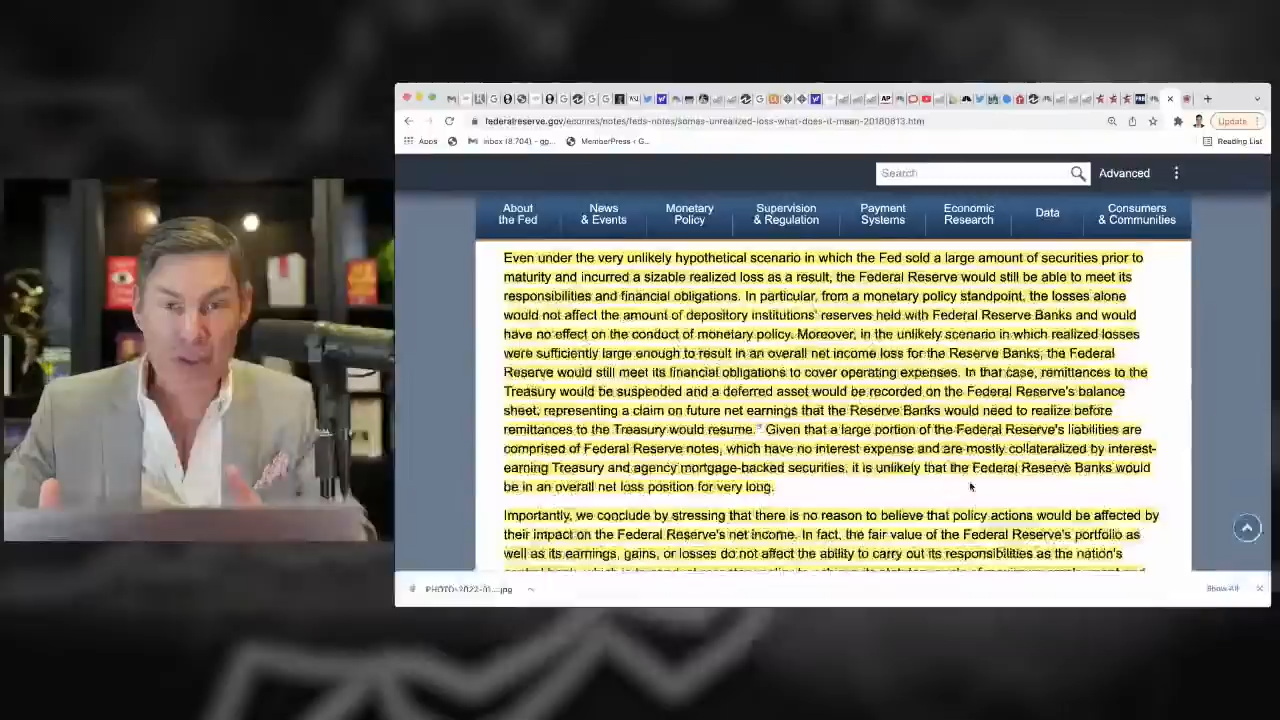 federalreserve.gov/econres/notes/feds-notes/somas-unrealized-loss-what-does-it-mean-20180813.htm
Update
Apps
Inbox (8,704) - gg...
MemberPress ‹ G...
Reading List
Search
Advanced
About the Fed
News & Events
Monetary Policy
Supervision & Regulation
Payment Systems
Economic Research
Data
Consumers & Communities
Even under the very unlikely hypothetical scenario in which the Fed sold a large amount of securities prior to
maturity and incurred a sizable realized loss as a result, the Federal Reserve would still be able to meet its
responsibilities and financial obligations. In particular, from a monetary policy standpoint, the losses alone
would not affect the amount of depository institutions' reserves held with Federal Reserve Banks and would
have no effect on the conduct of monetary policy. Moreover, in the unlikely scenario in which realized losses
were sufficiently large enough to result in an overall net income loss for the Reserve Banks, the Federal
Reserve would still meet its financial obligations to cover operating expenses. In that case, remittances to the
Treasury would be suspended and a deferred asset would be recorded on the Federal Reserve's balance
sheet, representing a claim on future net earnings that the Reserve Banks would need to realize before
remittances to the Treasury would resume. Given that a large portion of the Federal Reserve's liabilities are
comprised of Federal Reserve notes, which have no interest expense and are mostly collateralized by interest-
earning Treasury and agency mortgage-backed securities, it is unlikely that the Federal Reserve Banks would
be in an overall net loss position for very long.
Importantly, we conclude by stressing that there is no reason to believe that policy actions would be affected by
their impact on the Federal Reserve's net income. In fact, the fair value of the Federal Reserve's portfolio as
well as its earnings, gains, or losses do not affect the ability to carry out its responsibilities as the nation's
PHOTO-2022-01....jpg
Show All